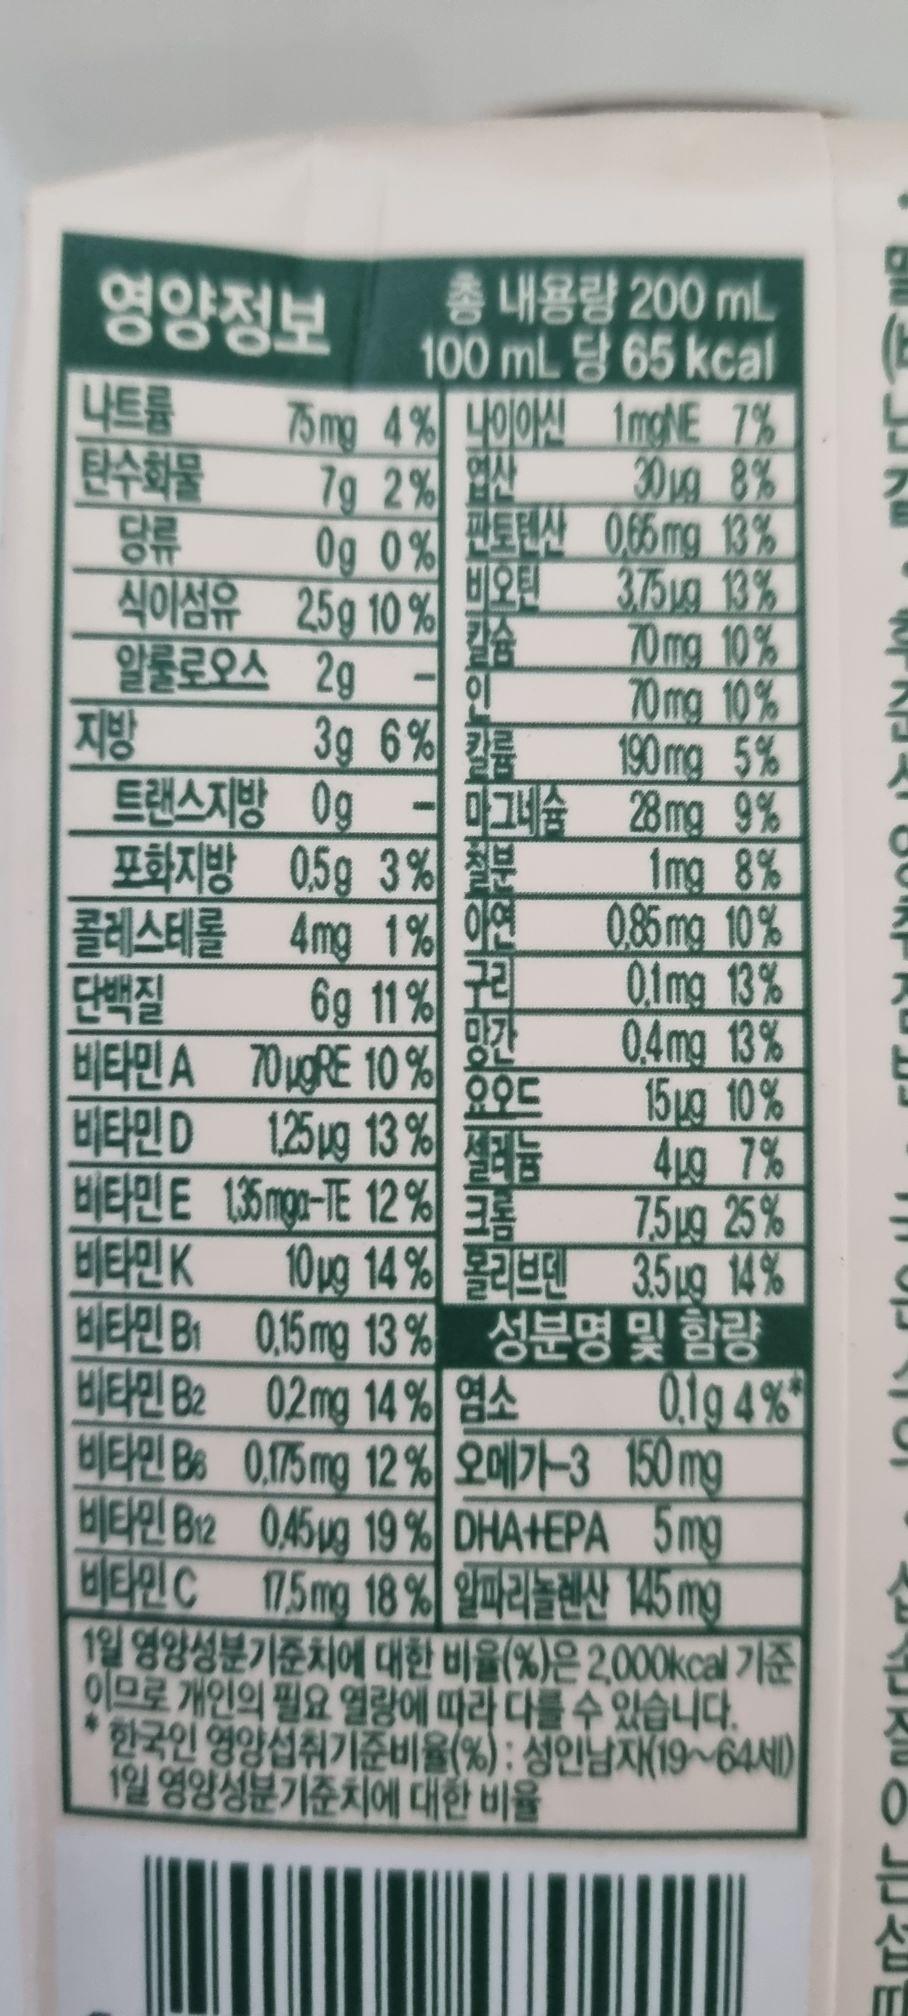 영양정보
총 내용량 200 mL
100 mL 당 65 kcal
나트륨 75mg 4%
탄수화물 7g 2%
당류 0g 0%
식이섬유 2.5g 10%
알룰로오스 2g -
지방 3g 6%
트랜스지방 0g -
포화지방 0.5g 3%
콜레스테롤 4mg 1%
단백질 6g 11%
비타민 A 70μgRE 10%
비타민 D 1.25μg 13%
비타민 E 1.35mgα-TE 12%
비타민 K 10μg 14%
비타민 B1 0.15mg 13%
비타민 B2 0.2mg 14%
비타민 B6 0.175mg 12%
비타민 B12 0.45μg 19%
비타민 C 17.5mg 18%
나이아신 1mgNE 7%
엽산 30μg 8%
판토텐산 0.65mg 13%
비오틴 3.75μg 13%
칼슘 70mg 10%
인 70mg 10%
칼륨 190mg 5%
마그네슘 28mg 9%
철분 1mg 8%
아연 0.85mg 10%
구리 0.1mg 13%
망간 0.4mg 13%
요오드 15μg 10%
셀레늄 4μg 7%
크롬 7.5μg 25%
몰리브덴 3.5μg 14%
성분명 및 함량
염소 0.1g 4%*
오메가-3 150mg
DHA+EPA 5mg
알파리놀렌산 145mg
1일 영양성분기준치에 대한 비율(%)은 2,000kcal 기준
이므로 개인의 필요 열량에 따라 다를 수 있습니다.
* 한국인 영양섭취기준비율(%) : 성인남자(19~64세)
1일 영양성분기준치에 대한 비율